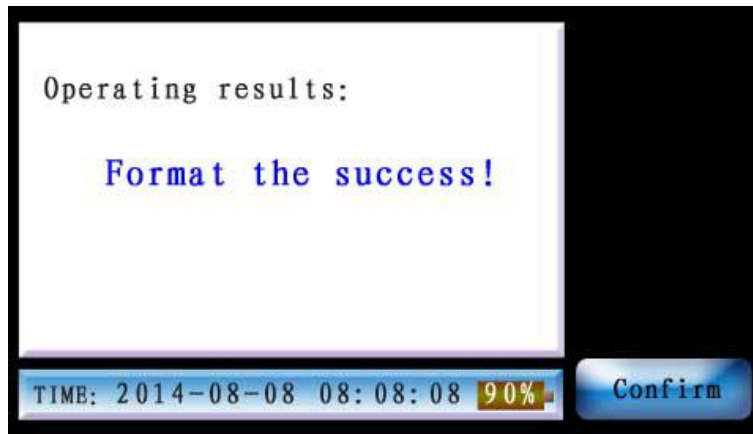 Operating results:
Format the success!
TIME: 2014-08-08 08:08:08 90%
Confirm